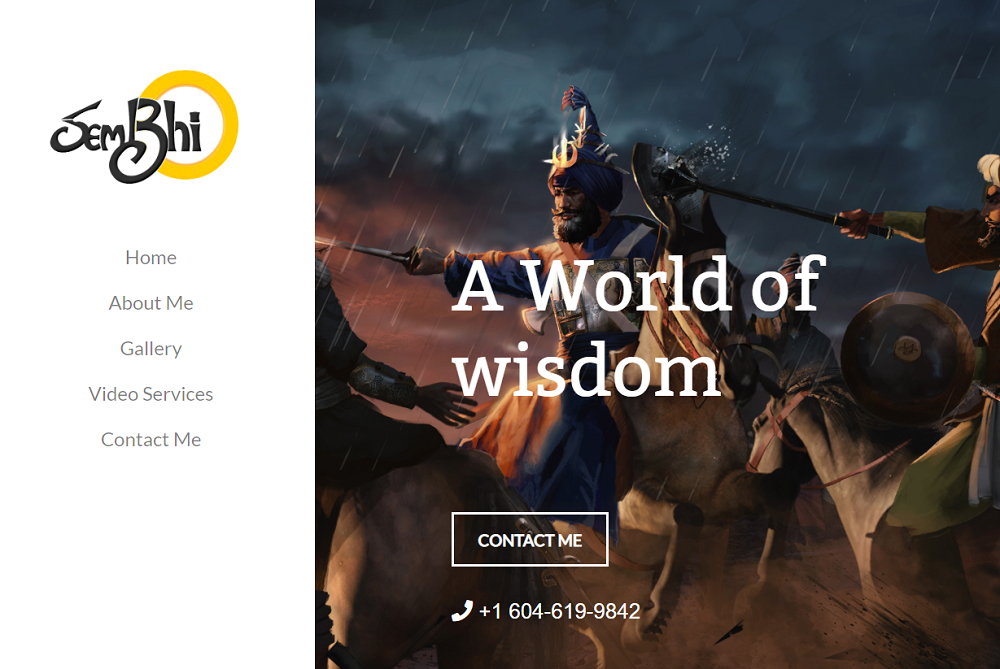 SemBhi
Home
About Me
Gallery
Video Services
Contact Me
A World of
wisdom
CONTACT ME
+1 604-619-9842